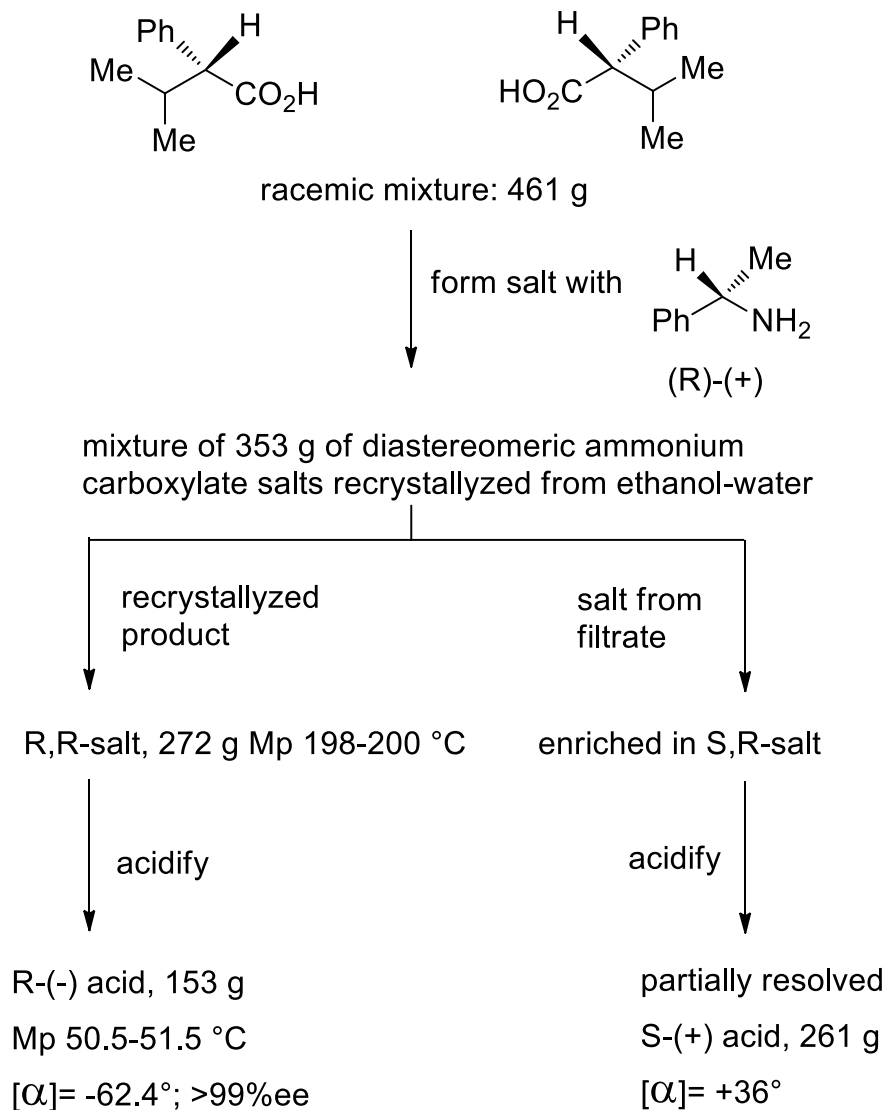 Ph H
Me
CO₂H
Me
H Ph
HO₂C
Me
Me
racemic mixture: 461 g
form salt with
H Me
Ph NH₂
(R)-(+)
mixture of 353 g of diastereomeric ammonium
carboxylate salts recrystallyzed from ethanol-water
recrystallyzed
product
salt from
filtrate
R,R-salt, 272 g Mp 198-200 °C
enriched in S,R-salt
acidify
acidify
R-(-) acid, 153 g
Mp 50.5-51.5 °C
[α]= -62.4°; >99%ee
partially resolved
S-(+) acid, 261 g
[α]= +36°